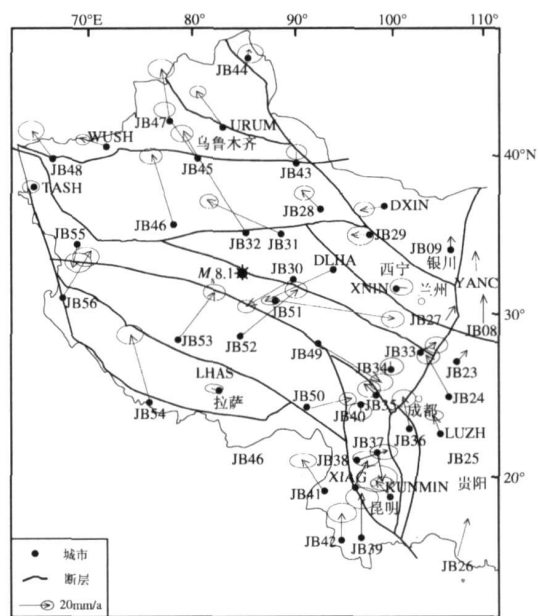 70°E 80° 90° 100° 110°
JB44
JB47 URUM
WUSH 乌鲁木齐
JB48 JB45 JB43 40°N
TASH
JB28 DXIN
JB46 JB32 JB31 JB29
JB55 JB09
DLHA 西宁 银川
M 8.1 JB30 XNIN 兰州 YANC
JB56 JB51 JB27 30° JB08
JB53 JB52 JB49 JB33
JB34 JB23
LHAS JB50 JB35 JB24
拉萨 JB40 成都
JB54 JB36 LUZH
JB46 JB38 JB37 JB25
XIAG 20°
JB41 KUNMIN 贵阳
昆明
JB42 JB39
JB26
城市
断层
20mm/a